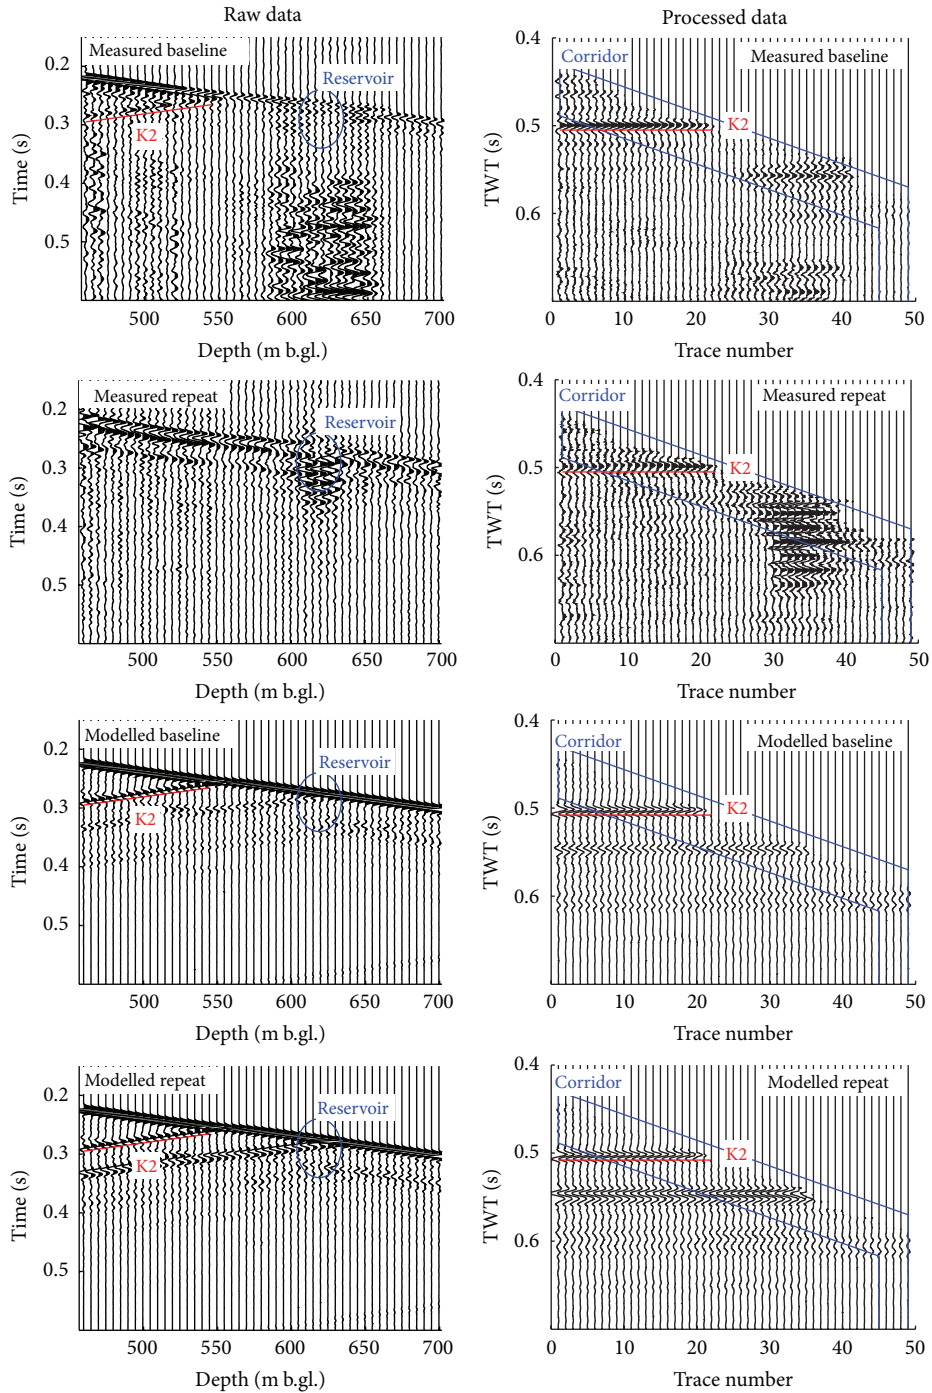 Raw data
Processed data
Measured baseline
Reservoir
K2
0.2
0.3
0.4
0.5
Time (s)
500
550
600
650
700
Depth (m b.gl.)
Corridor
Measured baseline
K2
0.4
0.5
0.6
TWT (s)
0
10
20
30
40
50
Trace number
Measured repeat
Reservoir
0.2
0.3
0.4
0.5
Time (s)
500
550
600
650
700
Depth (m b.gl.)
Corridor
Measured repeat
K2
0.4
0.5
0.6
TWT (s)
0
10
20
30
40
50
Trace number
Modelled baseline
Reservoir
K2
0.2
0.3
0.4
0.5
Time (s)
500
550
600
650
700
Depth (m b.gl.)
Corridor
Modelled baseline
K2
0.4
0.5
0.6
TWT (s)
0
10
20
30
40
50
Trace number
Modelled repeat
Reservoir
K2
0.2
0.3
0.4
0.5
Time (s)
500
550
600
650
700
Depth (m b.gl.)
Corridor
Modelled repeat
K2
0.4
0.5
0.6
TWT (s)
0
10
20
30
40
50
Trace number